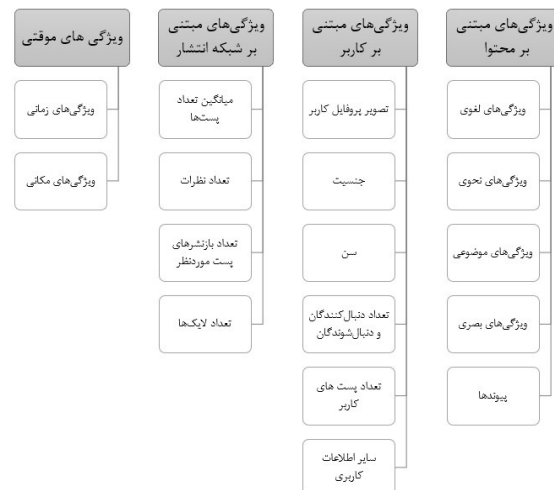 ویژگی‌های مبتنی
بر محتوا
ویژگی‌های لغوی
ویژگی‌های نحوی
ویژگی‌های موضوعی
ویژگی‌های بصری
پیوندها
ویژگی‌های مبتنی
بر کاربر
تصویر پروفایل کاربر
جنسیت
سن
تعداد دنبال‌کنندگان
و دنبال‌شوندگان
تعداد پست های
کاربر
سایر اطلاعات
کاربری
ویژگی‌های مبتنی
بر شبکه انتشار
میانگین تعداد
پست‌ها
تعداد نظرات
تعداد بازنشرهای
پست موردنظر
تعداد لایک‌ها
ویژگی های موقتی
ویژگی‌های زمانی
ویژگی‌های مکانی